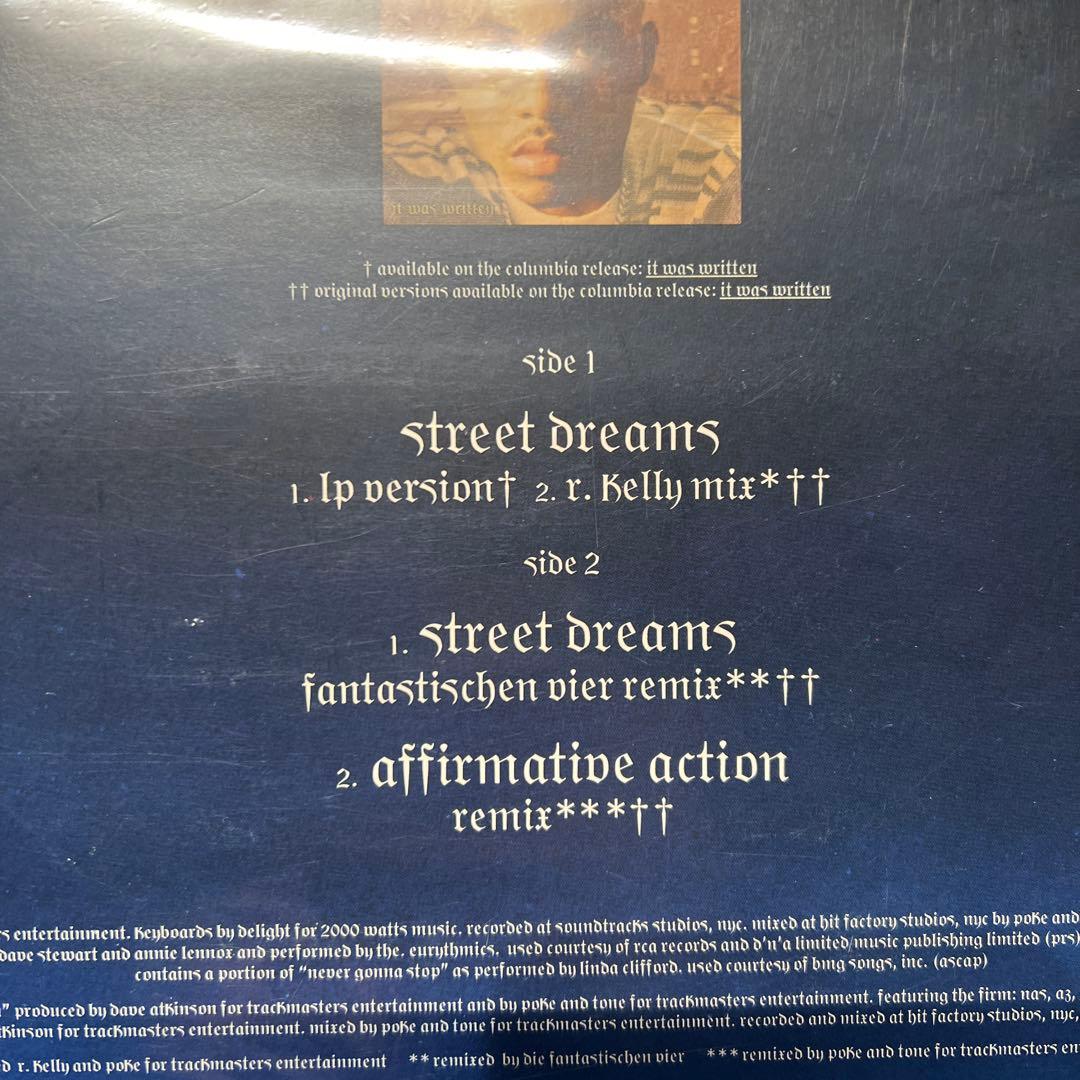 it was written
† available on the columbia release: it was written
†† original versions available on the columbia release: it was written
side 1
street dreams
1. lp version† 2. r. kelly mix*††
side 2
1. street dreams
fantastischen vier remix**††
2. affirmative action
remix***††
s entertainment. keyboards by delight for 2000 watts music. recorded at soundtracks studios, nyc. mixed at hit factory studios, nyc by poke and
dave stewart and annie lennox and performed by the. eurythmics. used courtesy of rca records and d'n'a limited/music publishing limited (prs)
contains a portion of "never gonna stop" as performed by linda clifford. used courtesy of bmg songs, inc. (ascap)
" produced by dave atkinson for trackmasters entertainment and by poke and tone for trackmasters entertainment. featuring the firm: nas, az,
tkinson for trackmasters entertainment. mixed by poke and tone for trackmasters entertainment. recorded and mixed at hit factory studios, nyc,
d r. kelly and poke for trackmasters entertainment **remixed by die fantastischen vier ***remixed by poke and tone for trackmasters en